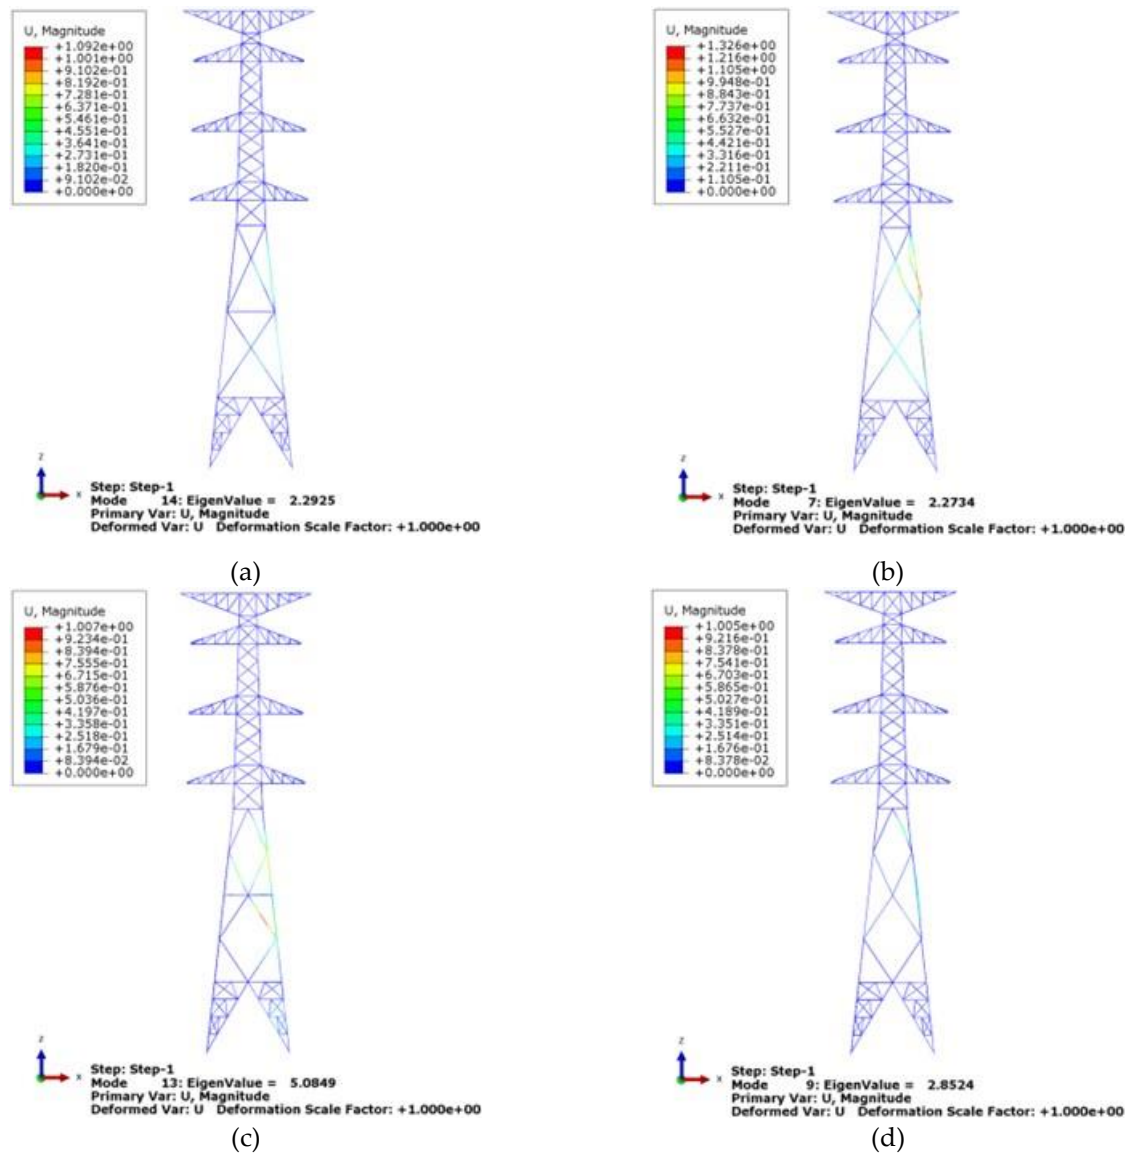 U, Magnitude
+1.092e+00
+1.001e+00
+9.102e-01
+8.192e-01
+7.281e-01
+6.371e-01
+5.461e-01
+4.551e-01
+3.641e-01
+2.731e-01
+1.820e-01
+9.102e-02
+0.000e+00
z
x
Step: Step-1
Mode 14: EigenValue = 2.2925
Primary Var: U, Magnitude
Deformed Var: U Deformation Scale Factor: +1.000e+00
(a)
U, Magnitude
+1.326e+00
+1.216e+00
+1.105e+00
+9.948e-01
+8.843e-01
+7.737e-01
+6.632e-01
+5.527e-01
+4.421e-01
+3.316e-01
+2.211e-01
+1.105e-01
+0.000e+00
z
x
Step: Step-1
Mode 7: EigenValue = 2.2734
Primary Var: U, Magnitude
Deformed Var: U Deformation Scale Factor: +1.000e+00
(b)
U, Magnitude
+1.007e+00
+9.234e-01
+8.394e-01
+7.555e-01
+6.715e-01
+5.876e-01
+5.036e-01
+4.197e-01
+3.358e-01
+2.518e-01
+1.679e-01
+8.394e-02
+0.000e+00
z
x
Step: Step-1
Mode 13: EigenValue = 5.0849
Primary Var: U, Magnitude
Deformed Var: U Deformation Scale Factor: +1.000e+00
(c)
U, Magnitude
+1.005e+00
+9.216e-01
+8.378e-01
+7.541e-01
+6.703e-01
+5.865e-01
+5.027e-01
+4.189e-01
+3.351e-01
+2.514e-01
+1.676e-01
+8.378e-02
+0.000e+00
z
x
Step: Step-1
Mode 9: EigenValue = 2.8524
Primary Var: U, Magnitude
Deformed Var: U Deformation Scale Factor: +1.000e+00
(d)